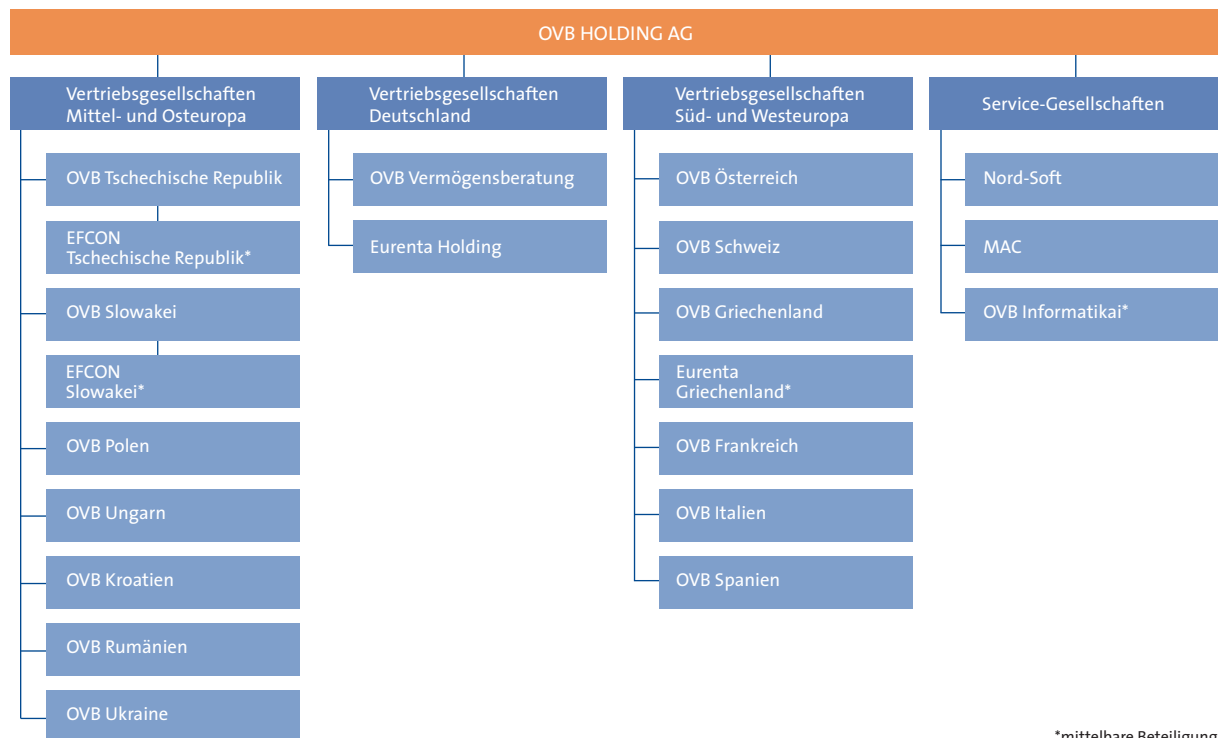 OVB HOLDING AG
Vertriebsgesellschaften
Mittel- und Osteuropa
OVB Tschechische Republik
EFCON
Tschechische Republik*
OVB Slowakei
EFCON
Slowakei*
OVB Polen
OVB Ungarn
OVB Kroatien
OVB Rumänien
OVB Ukraine
Vertriebsgesellschaften
Deutschland
OVB Vermögensberatung
Eurenta Holding
Vertriebsgesellschaften
Süd- und Westeuropa
OVB Österreich
OVB Schweiz
OVB Griechenland
Eurenta
Griechenland*
OVB Frankreich
OVB Italien
OVB Spanien
Service-Gesellschaften
Nord-Soft
MAC
OVB Informatikai*
*mittelbare Beteiligung